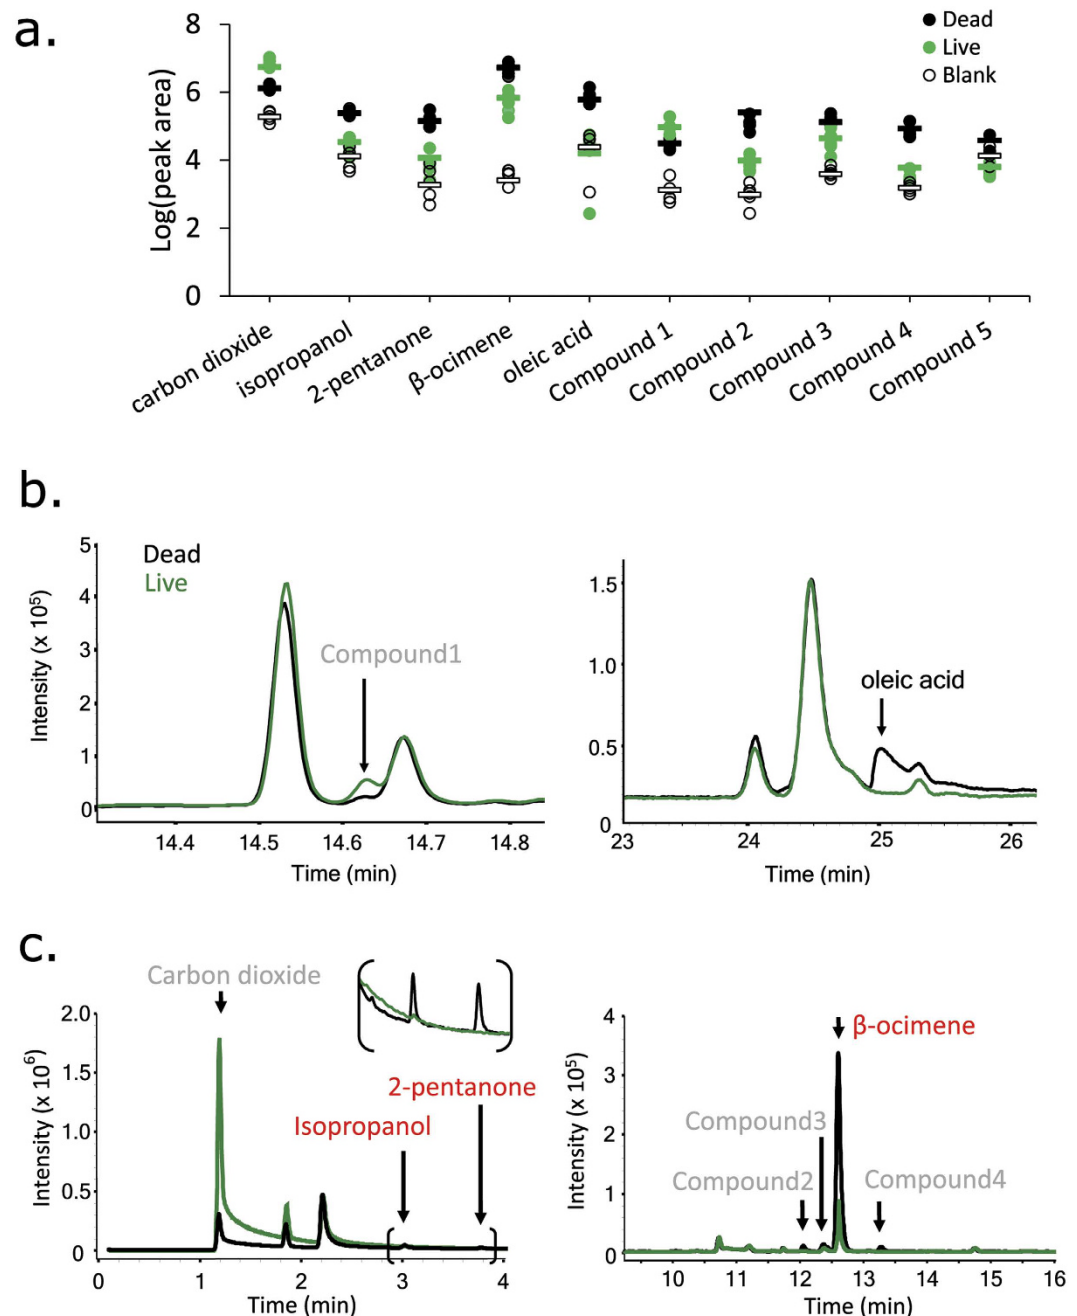 a.
Log(peak area)
8
6
4
2
0
Dead
Live
Blank
carbon dioxide
isopropanol
2-pentanone
β-ocimene
oleic acid
Compound 1
Compound 2
Compound 3
Compound 4
Compound 5
b.
Intensity (x 10⁵)
5
4
3
2
1
0
Dead
Live
Compound1
14.4 14.5 14.6 14.7 14.8
Time (min)
1.5
1.0
0.5
0
oleic acid
23 24 25 26
Time (min)
c.
Intensity (x 10⁶)
2.0
1.5
1.0
0.5
0
Carbon dioxide
2-pentanone
Isopropanol
0 1 2 3 4
Time (min)
Intensity (x 10⁵)
4
3
2
1
0
β-ocimene
Compound3
Compound2
Compound4
10 11 12 13 14 15 16
Time (min)